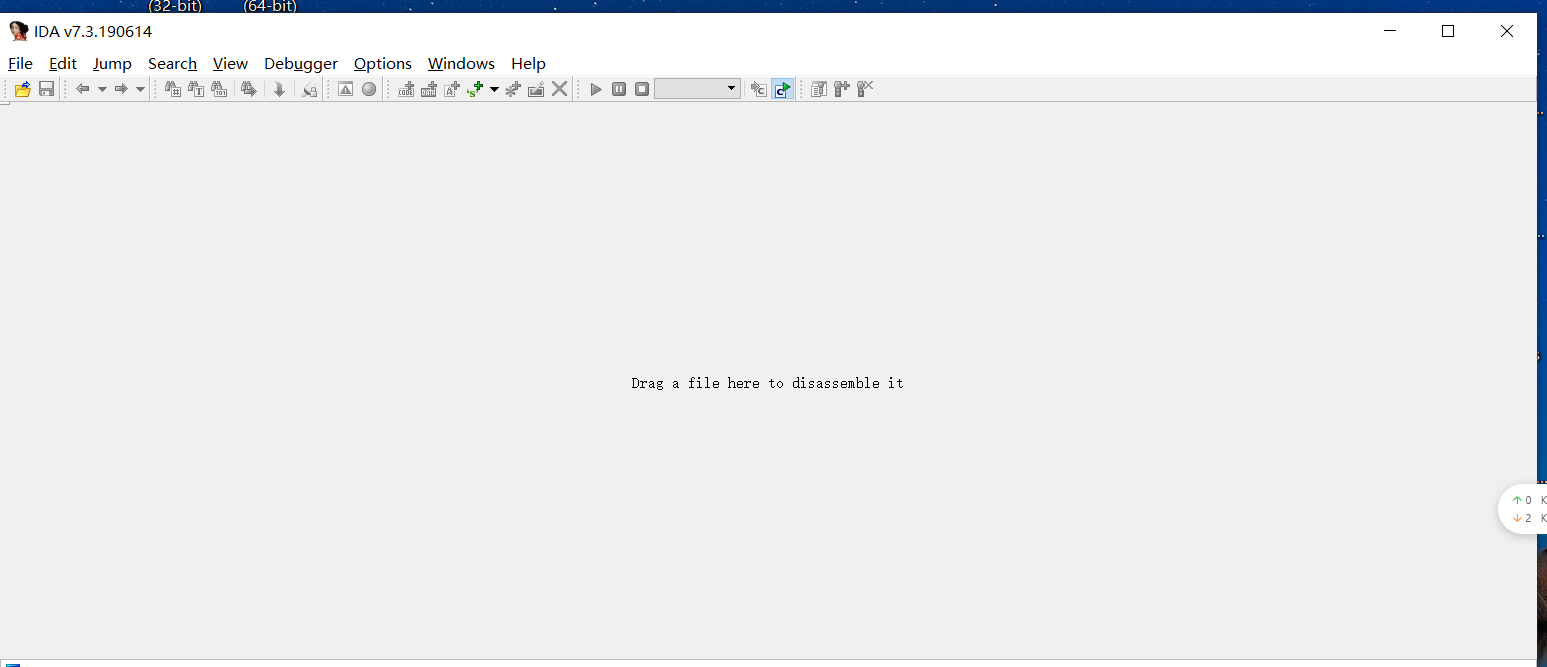 (32-bit) (64-bit)
IDA v7.3.190614
File Edit Jump Search View Debugger Options Windows Help
Drag a file here to disassemble it
0 K
2 K